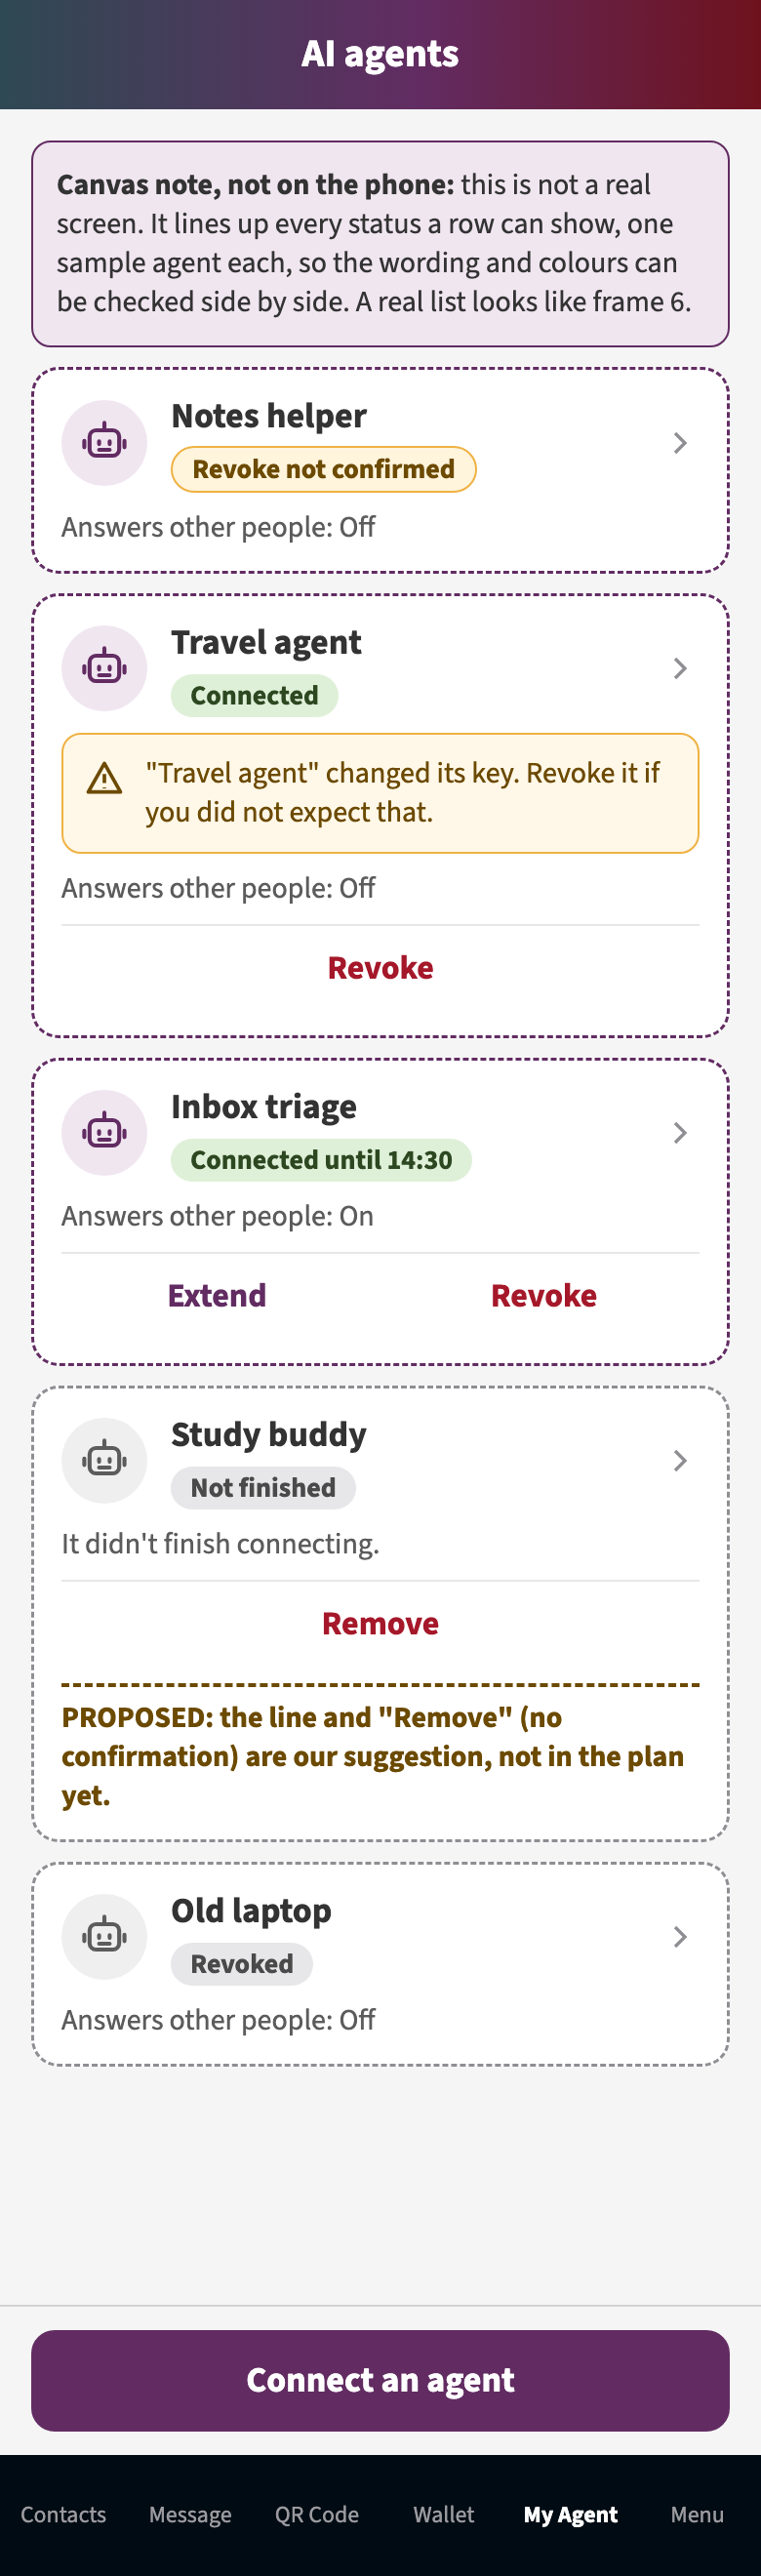 AI agents
Canvas note, not on the phone: this is not a real
screen. It lines up every status a row can show, one
sample agent each, so the wording and colours can
be checked side by side. A real list looks like frame 6.
Notes helper
Revoke not confirmed
Answers other people: Off
Travel agent
Connected
"Travel agent" changed its key. Revoke it if
you did not expect that.
Answers other people: Off
Revoke
Inbox triage
Connected until 14:30
Answers other people: On
Extend Revoke
Study buddy
Not finished
It didn't finish connecting.
Remove
PROPOSED: the line and "Remove" (no
confirmation) are our suggestion, not in the plan
yet.
Old laptop
Revoked
Answers other people: Off
Connect an agent
Contacts Message QR Code Wallet My Agent Menu